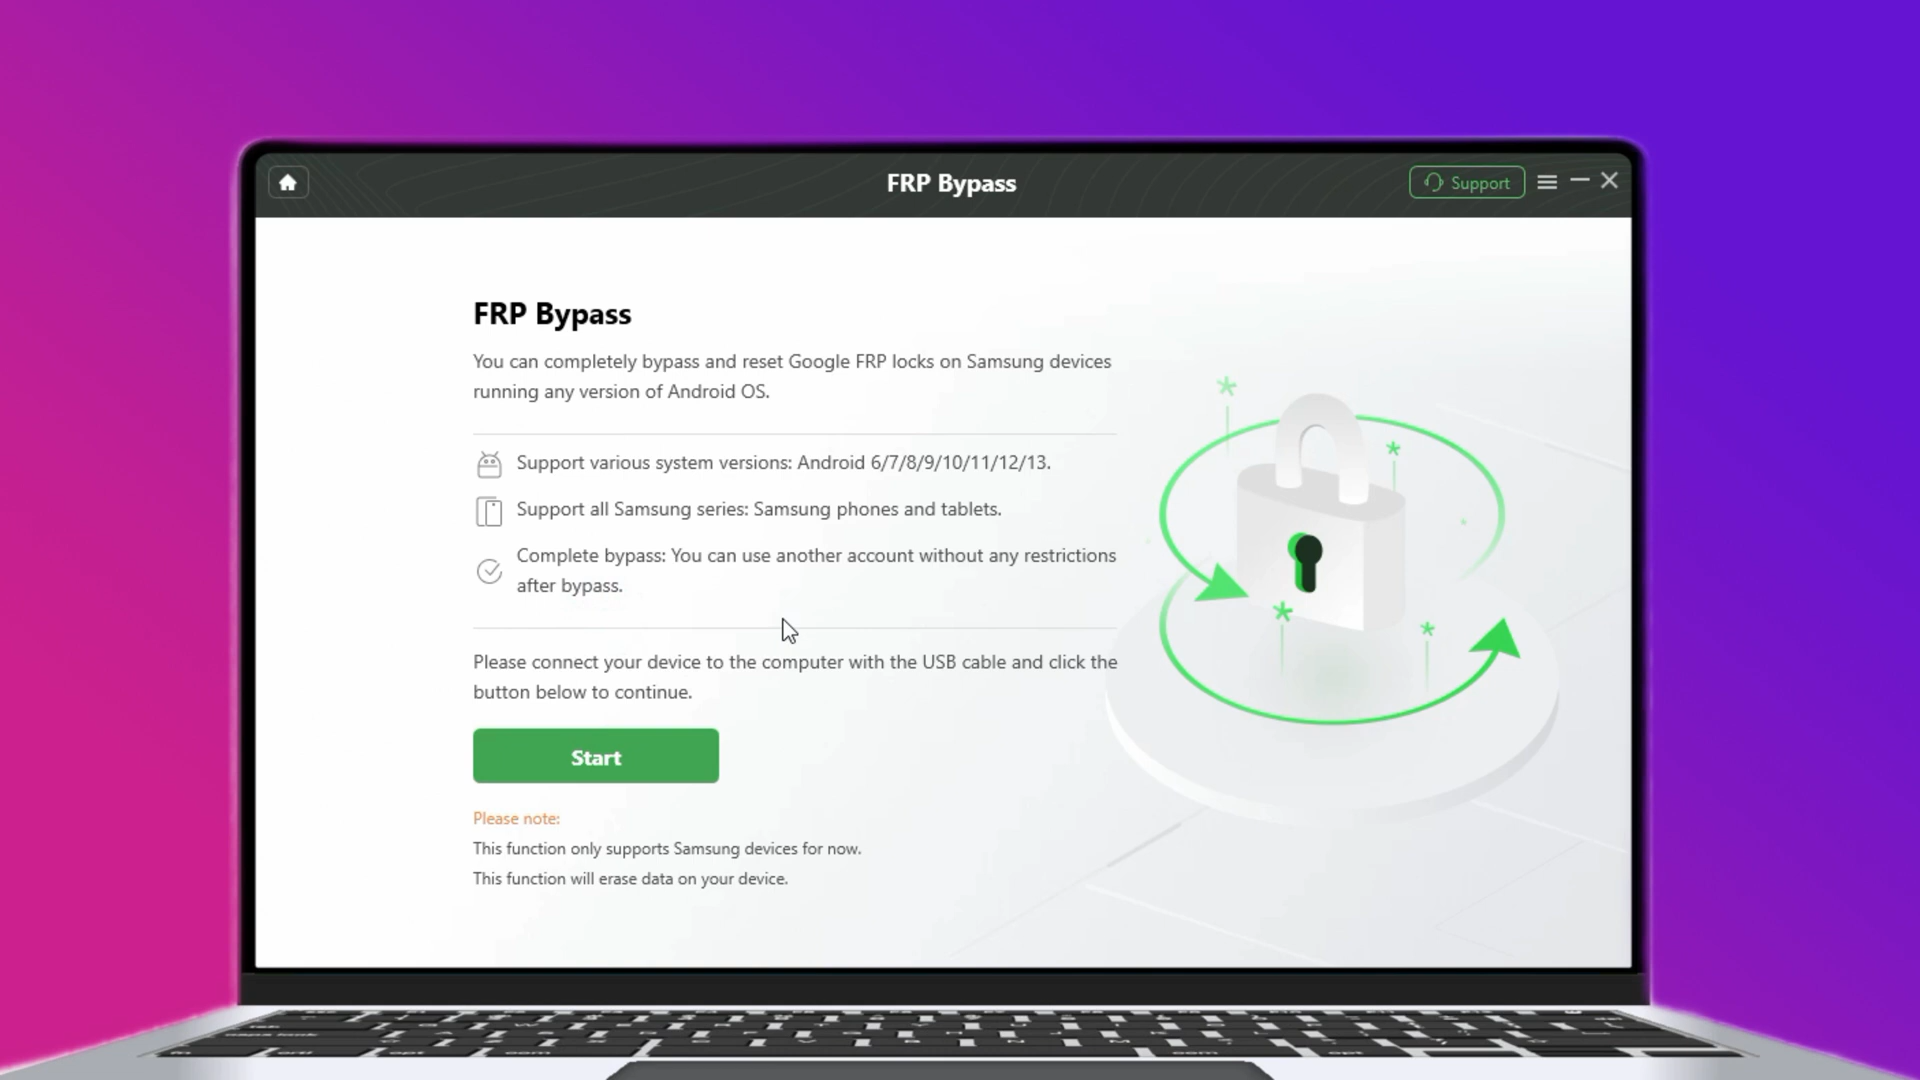 FRP Bypass
Support
FRP Bypass
You can completely bypass and reset Google FRP locks on Samsung devices
running any version of Android OS.
Support various system versions: Android 6/7/8/9/10/11/12/13.
Support all Samsung series: Samsung phones and tablets.
Complete bypass: You can use another account without any restrictions
after bypass.
Please connect your device to the computer with the USB cable and click the
button below to continue.
Start
Please note:
This function only supports Samsung devices for now.
This function will erase data on your device.